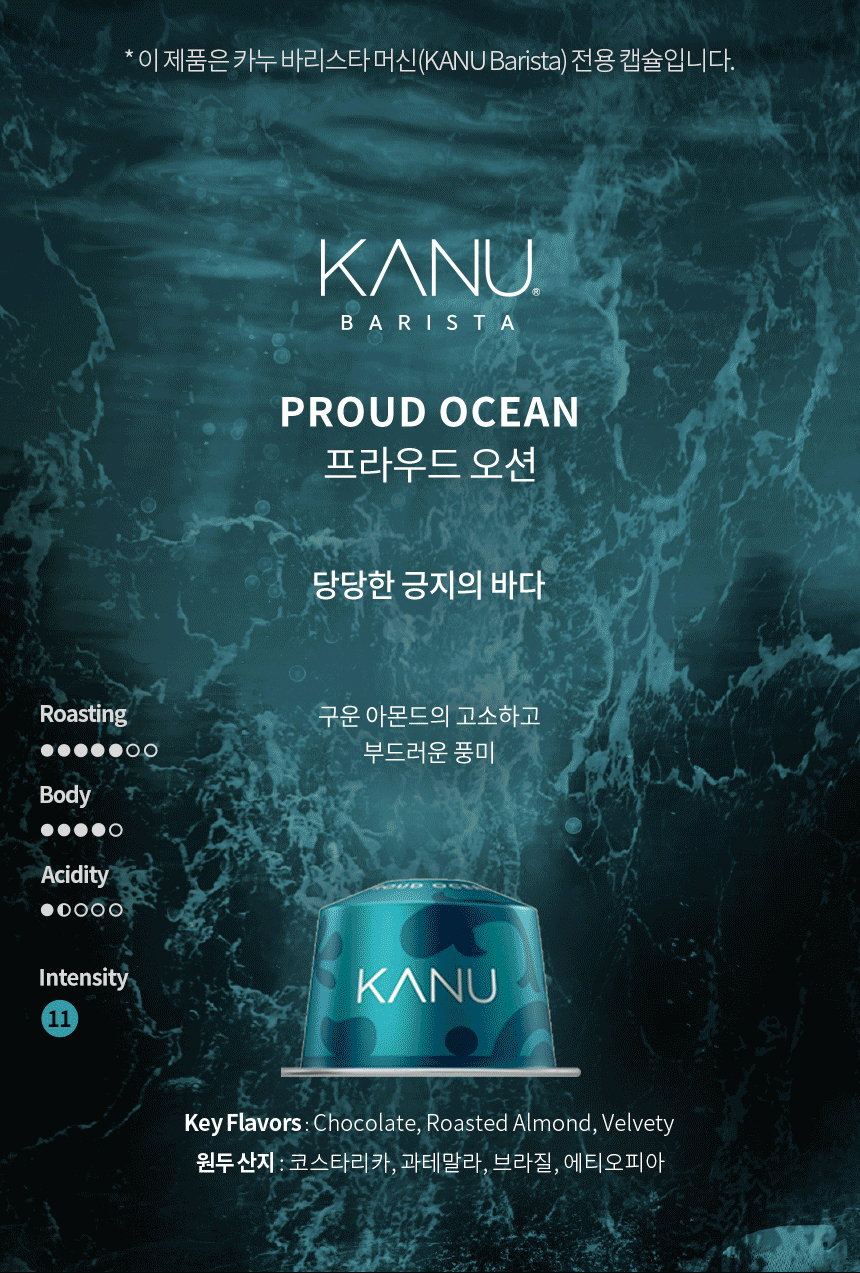 * 이 제품은 카누 바리스타 머신(KANU Barista) 전용 캡슐입니다.
KANU®
BARISTA
PROUD OCEAN
프라우드 오션
당당한 긍지의 바다
구운 아몬드의 고소하고
부드러운 풍미
Roasting
●●●●●○○
Body
●●●●○
Acidity
●◐○○○
Intensity
11
PROUD OCEAN
KANU
Key Flavors : Chocolate, Roasted Almond, Velvety
원두 산지 : 코스타리카, 과테말라, 브라질, 에티오피아